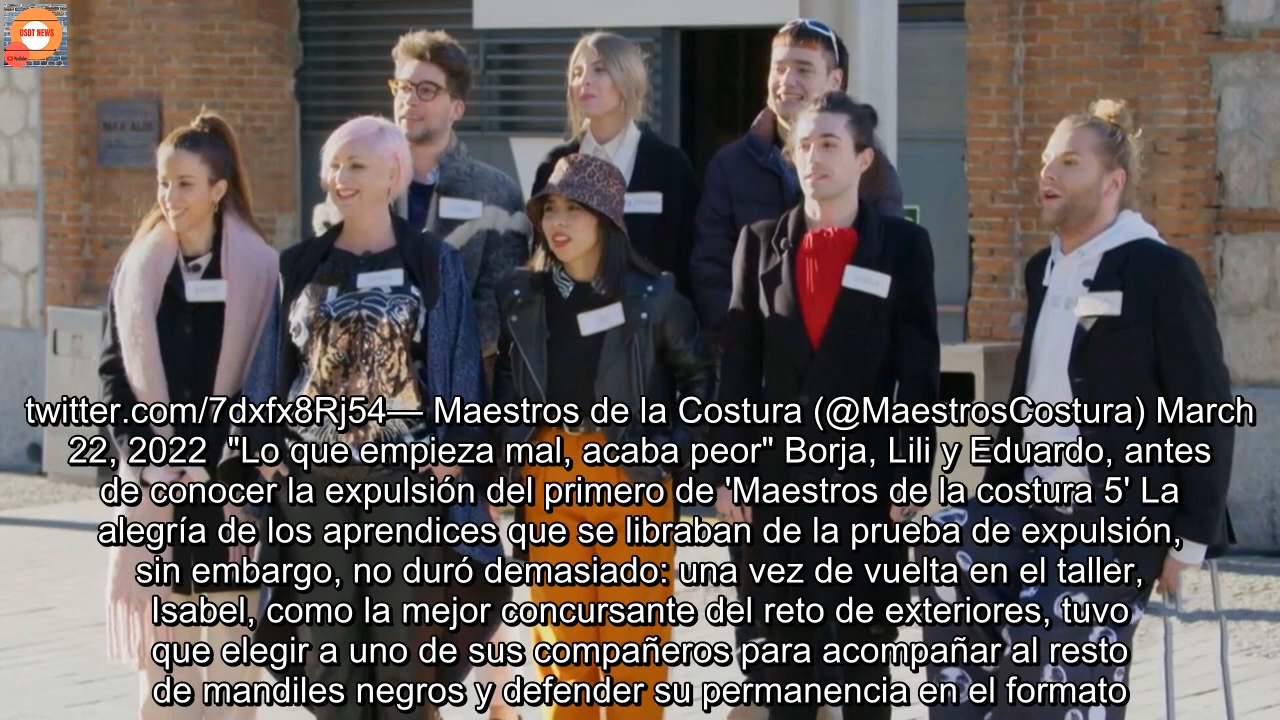 USDT NEWS
YouTube
MAX AUB
twitter.com/7dxfx8Rj54— Maestros de la Costura (@MaestrosCostura) March
22, 2022 "Lo que empieza mal, acaba peor" Borja, Lili y Eduardo, antes
de conocer la expulsión del primero de 'Maestros de la costura 5' La
alegría de los aprendices que se libraban de la prueba de expulsión,
sin embargo, no duró demasiado: una vez de vuelta en el taller,
Isabel, como la mejor concursante del reto de exteriores, tuvo
que elegir a uno de sus compañeros para acompañar al resto
de mandiles negros y defender su permanencia en el formato